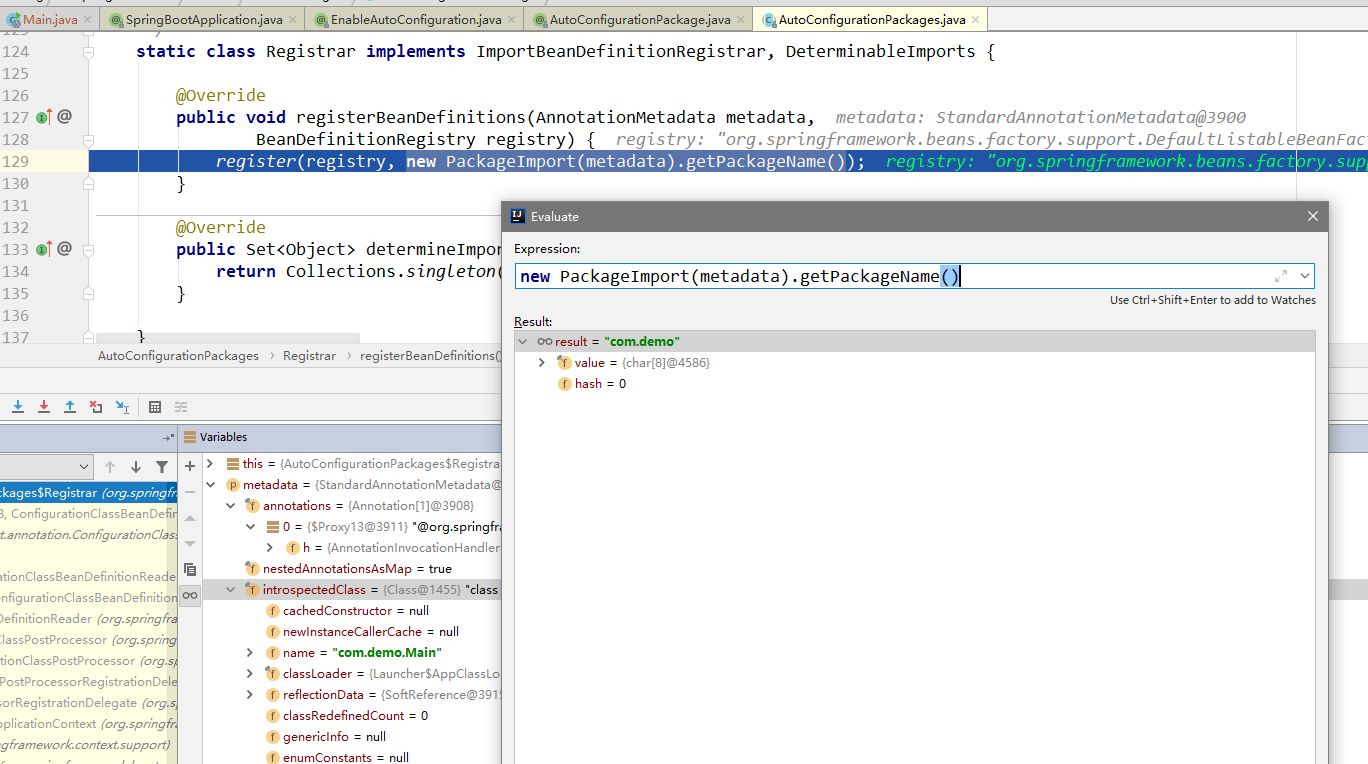 Main.java
SpringBootApplication.java
EnableAutoConfiguration.java
AutoConfigurationPackage.java
AutoConfigurationPackages.java
124 static class Registrar implements ImportBeanDefinitionRegistrar, DeterminableImports {
125
126 @Override
127 public void registerBeanDefinitions(AnnotationMetadata metadata, metadata: StandardAnnotationMetadata@3900
128 BeanDefinitionRegistry registry) { registry: "org.springframework.beans.factory.support.DefaultListableBeanFac
129 register(registry, new PackageImport(metadata).getPackageName()); registry: "org.springframework.beans.factory.supp
130 }
131
132 @Override
133 public Set<Object> determineImpor
134 return Collections.singleton(
135 }
136
137 }
AutoConfigurationPackages › Registrar › registerBeanDefinitions()
Evaluate
Expression:
new PackageImport(metadata).getPackageName()
Use Ctrl+Shift+Enter to add to Watches
Result:
result = "com.demo"
value = {char[8]@4586}
hash = 0
Variables
ckages$Registrar (org.springfr
8, ConfigurationClassBeanDefin
t.annotation.ConfigurationClas
ationClassBeanDefinitionReade
onfigurationClassBeanDefinition
DefinitionReader (org.springfra
ClassPostProcessor (org.spring
tionClassPostProcessor (org.sp
PostProcessorRegistrationDele
sorRegistrationDelegate (org.s
pplicationContext (org.springfra
ngframework.context.support)
this = {AutoConfigurationPackages$Registra
metadata = {StandardAnnotationMetadata@
annotations = {Annotation[1]@3908}
0 = {$Proxy13@3911} "@org.springfra
h = {AnnotationInvocationHandler
nestedAnnotationsAsMap = true
introspectedClass = {Class@1455} "class
cachedConstructor = null
newInstanceCallerCache = null
name = "com.demo.Main"
classLoader = {Launcher$AppClassLo
reflectionData = {SoftReference@391
classRedefinedCount = 0
genericInfo = null
enumConstants = null